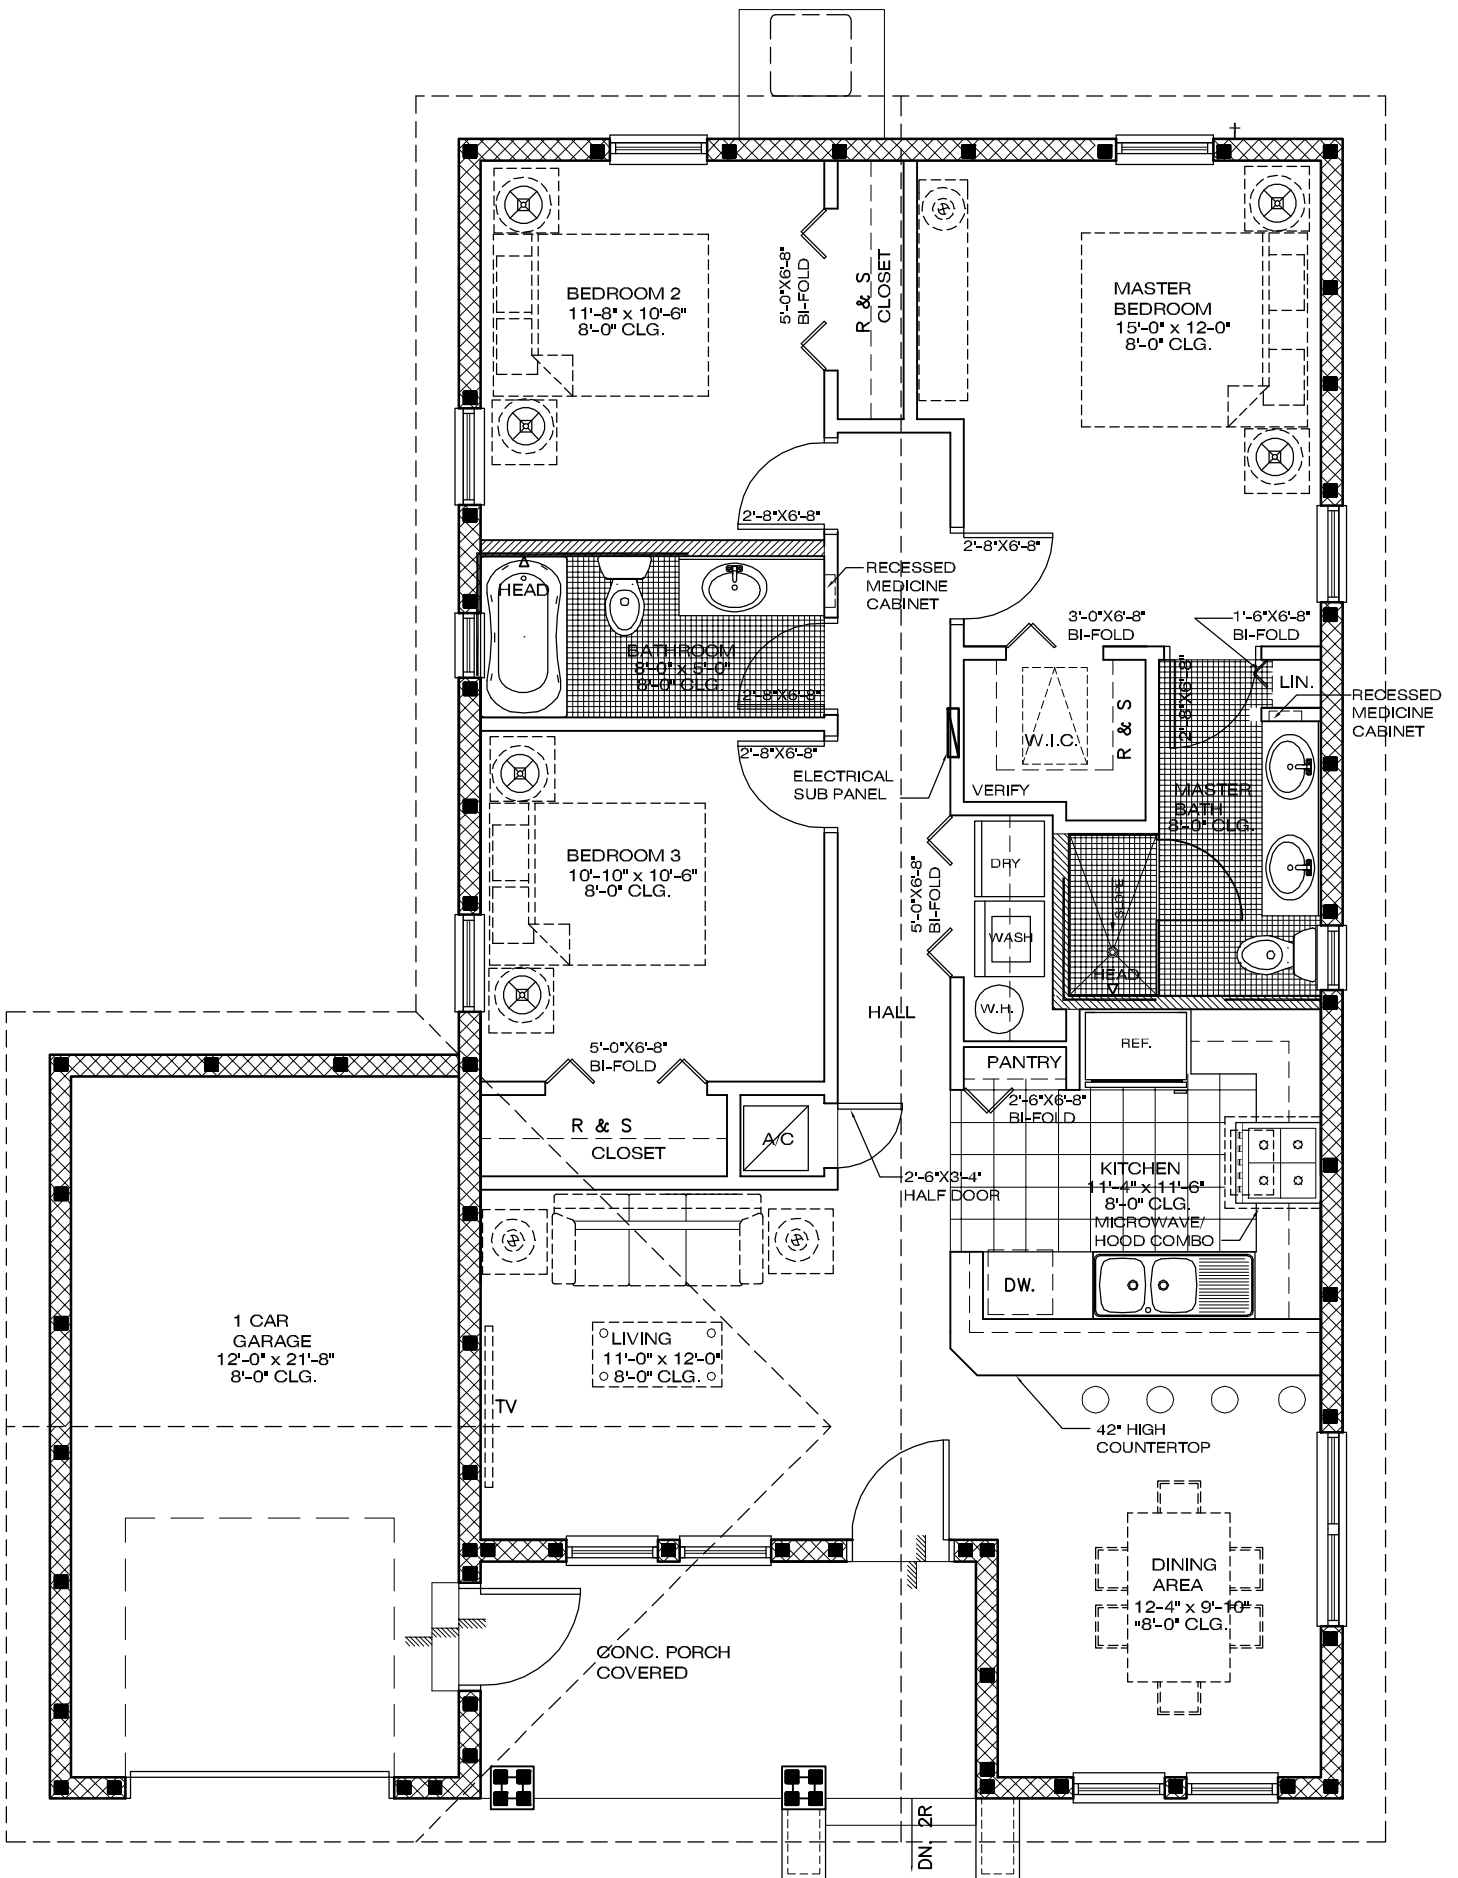 BEDROOM 2
11'-8" x 10'-6"
8'-0" CLG.
5'-0"X6'-8"
BI-FOLD
R & S
CLOSET
MASTER
BEDROOM
15'-0" x 12-0"
8'-0" CLG.
2'-8"X6'-8"
2'-8"X6'-8"
RECESSED
MEDICINE
CABINET
HEAD
BATHROOM
8'-0" x 5'-0"
8'-0" CLG.
2'-8"X6'-8"
3'-0"X6'-8"
BI-FOLD
1'-6"X6'-8"
BI-FOLD
LIN.
RECESSED
MEDICINE
CABINET
2'-8"X6'-8"
R & S
W.I.C.
VERIFY
2'-8"X6'-8"
ELECTRICAL
SUB PANEL
MASTER
BATH
8'-0" CLG.
BEDROOM 3
10'-10" x 10'-6"
8'-0" CLG.
5'-0"X6'-8"
BI-FOLD
DRY
WASH
W.H.
SLOPE
HEAD
HALL
5'-0"X6'-8"
BI-FOLD
PANTRY
REF.
2'-6"X6'-8"
BI-FOLD
R & S
CLOSET
A/C
2'-6"X3'-4"
HALF DOOR
KITCHEN
11'-4" x 11'-6"
8'-0" CLG.
MICROWAVE/
HOOD COMBO
DW.
1 CAR
GARAGE
12'-0" x 21'-8"
8'-0" CLG.
LIVING
11'-0" x 12'-0"
8'-0" CLG.
TV
42" HIGH
COUNTERTOP
DINING
AREA
12-4" x 9'-10"
"8'-0" CLG.
CONC. PORCH
COVERED
DN. 2R